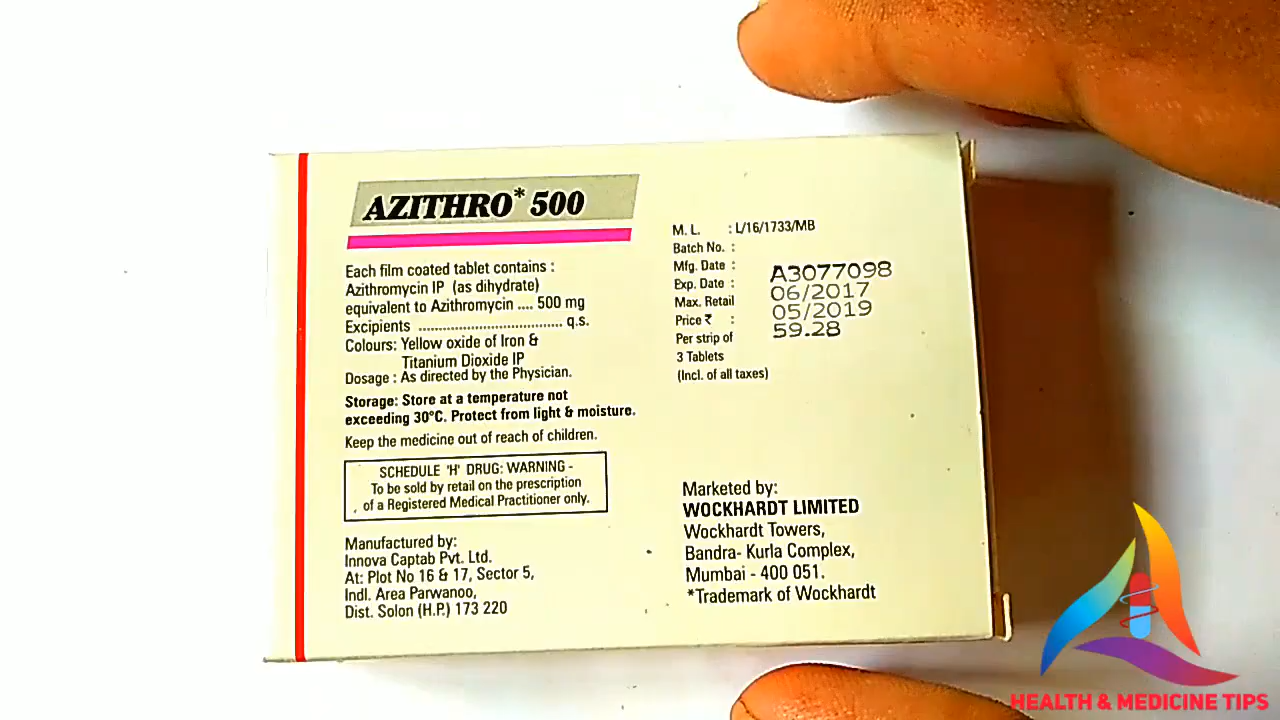 AZITHRO* 500
Each film coated tablet contains :
Azithromycin IP (as dihydrate)
equivalent to Azithromycin .... 500 mg
Excipients .................................... q.s.
Colours: Yellow oxide of Iron &
Titanium Dioxide IP
Dosage : As directed by the Physician.
Storage: Store at a temperature not
exceeding 30°C. Protect from light & moisture.
Keep the medicine out of reach of children.
SCHEDULE 'H' DRUG: WARNING -
To be sold by retail on the prescription
of a Registered Medical Practitioner only.
Manufactured by:
Innova Captab Pvt. Ltd.
At: Plot No 16 & 17, Sector 5,
Indl. Area Parwanoo,
Dist. Solon (H.P.) 173 220
M. L. : L/16/1733/MB
Batch No. :
Mfg. Date :
Exp. Date :
Max. Retail
Price ₹ :
Per strip of
3 Tablets
(Incl. of all taxes)
A3077098
06/2017
05/2019
59.28
Marketed by:
WOCKHARDT LIMITED
Wockhardt Towers,
Bandra- Kurla Complex,
Mumbai - 400 051.
*Trademark of Wockhardt
HEALTH & MEDICINE TIPS